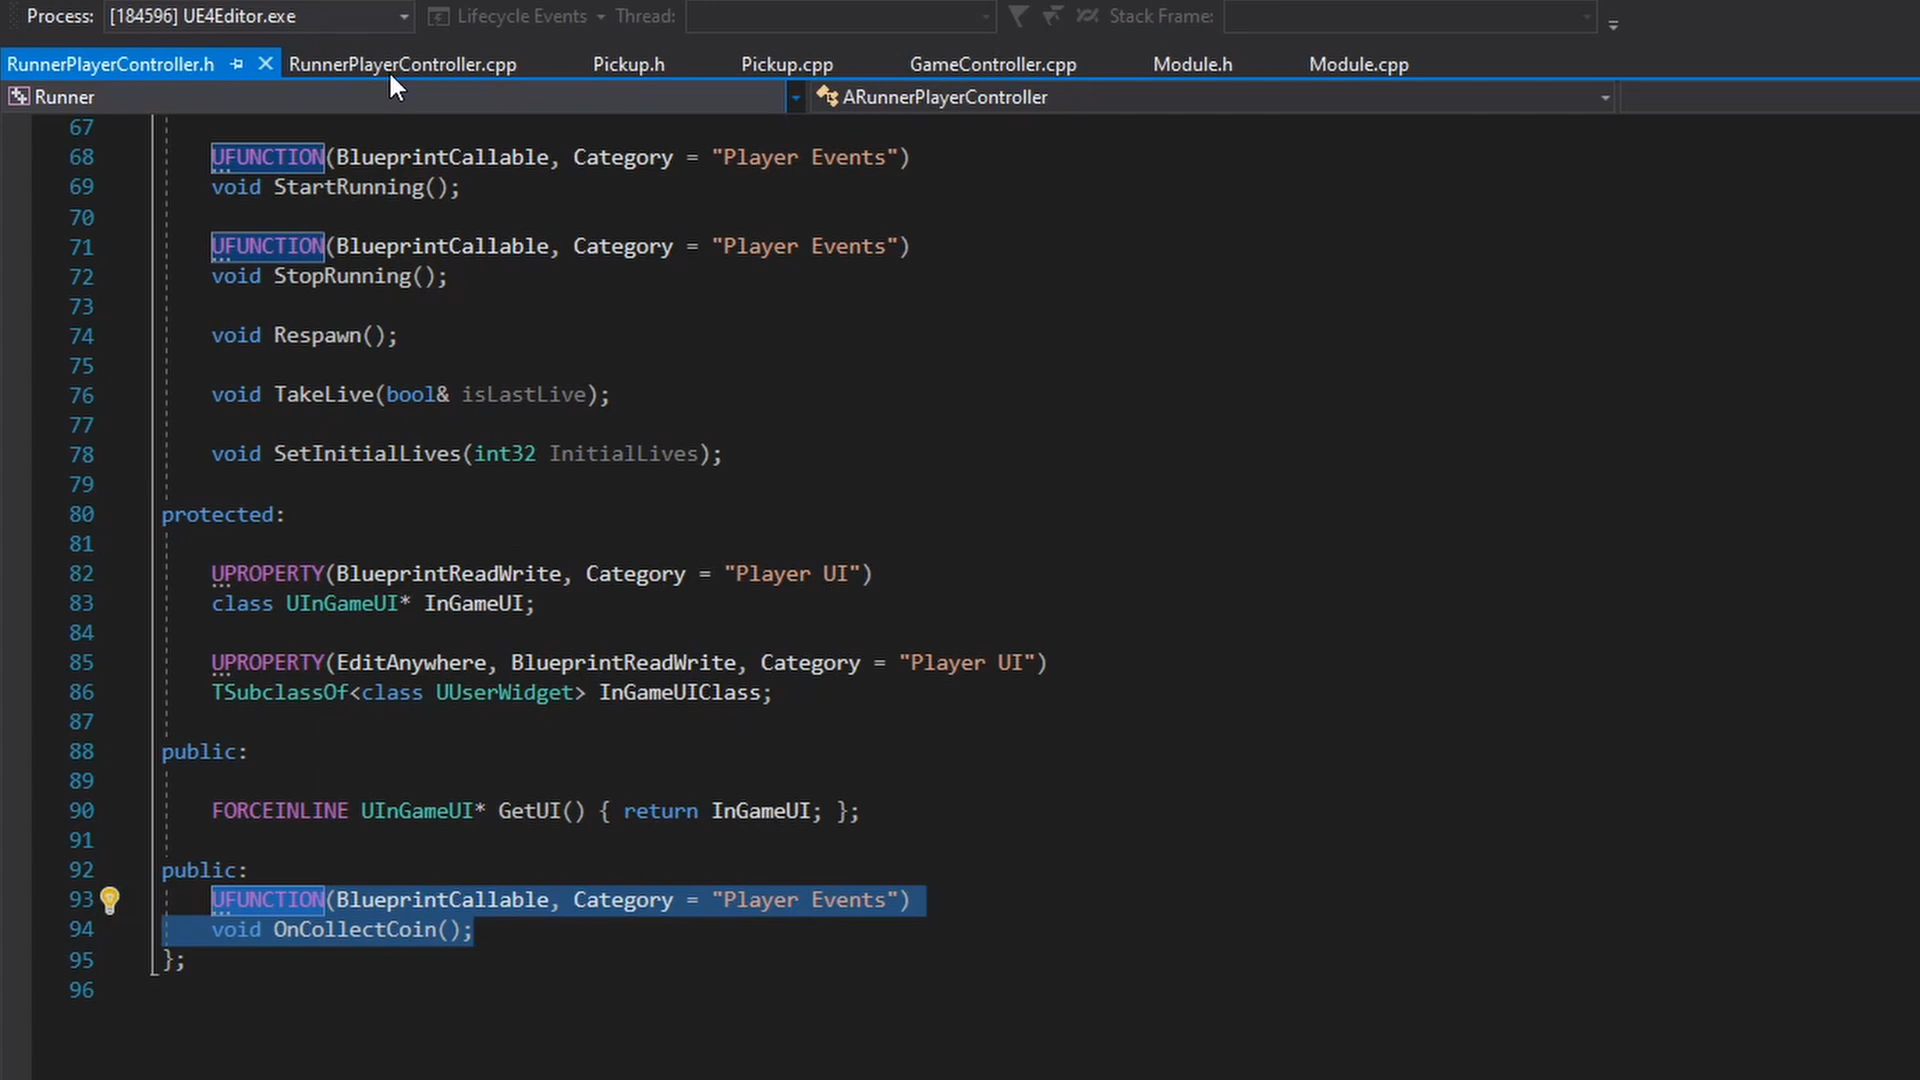 Process: [184596] UE4Editor.exe Lifecycle Events Thread: Stack Frame:
RunnerPlayerController.h RunnerPlayerController.cpp Pickup.h Pickup.cpp GameController.cpp Module.h Module.cpp
Runner ARunnerPlayerController
67
68 UFUNCTION(BlueprintCallable, Category = "Player Events")
69 void StartRunning();
70
71 UFUNCTION(BlueprintCallable, Category = "Player Events")
72 void StopRunning();
73
74 void Respawn();
75
76 void TakeLive(bool& isLastLive);
77
78 void SetInitialLives(int32 InitialLives);
79
80 protected:
81
82 UPROPERTY(BlueprintReadWrite, Category = "Player UI")
83 class UInGameUI* InGameUI;
84
85 UPROPERTY(EditAnywhere, BlueprintReadWrite, Category = "Player UI")
86 TSubclassOf<class UUserWidget> InGameUIClass;
87
88 public:
89
90 FORCEINLINE UInGameUI* GetUI() { return InGameUI; };
91
92 public:
93 UFUNCTION(BlueprintCallable, Category = "Player Events")
94 void OnCollectCoin();
95 };
96